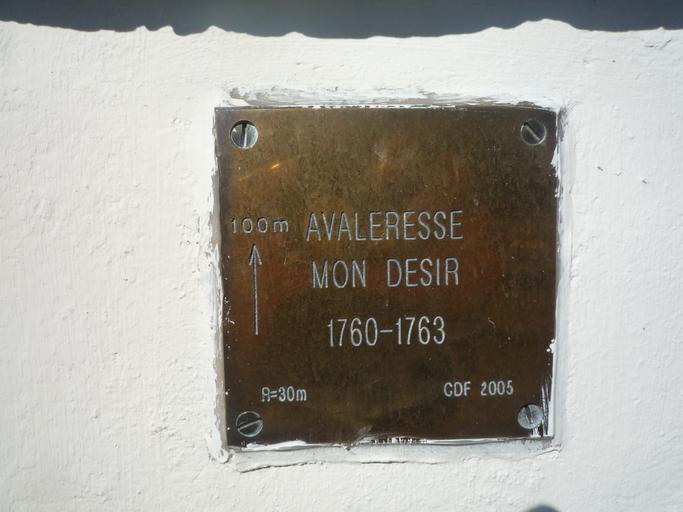 100m AVALERESSE
MON DESIR
1760-1763
R=30m CDF 2005